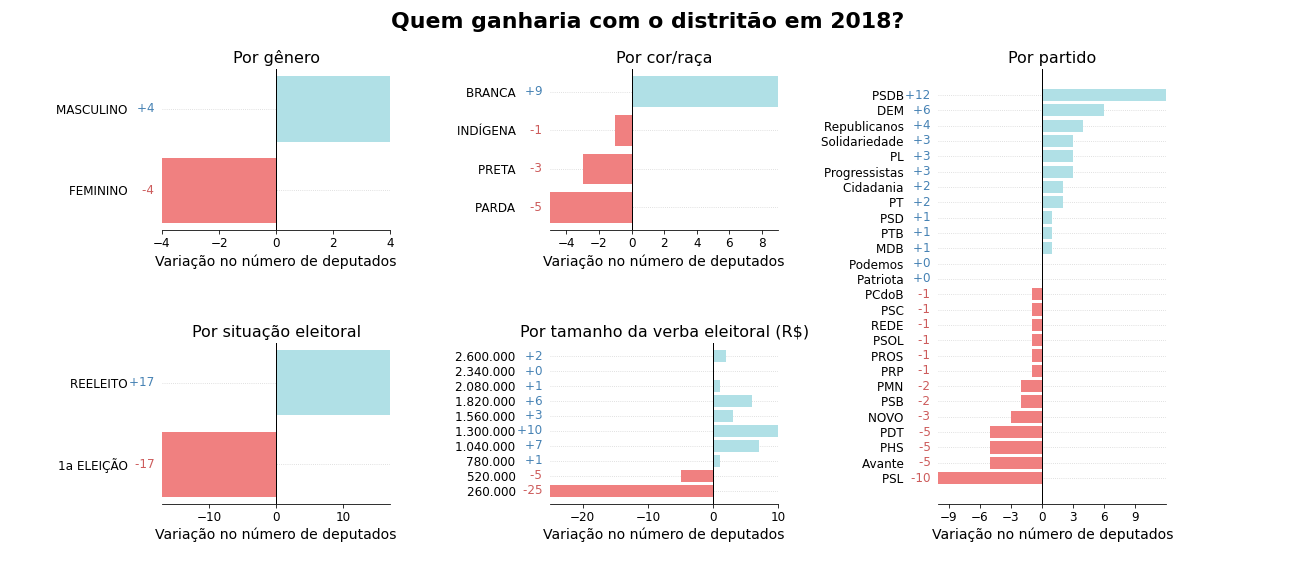 Quem ganharia com o distritão em 2018?
Por gênero
MASCULINO +4
FEMININO -4
−4 −2 0 2 4
Variação no número de deputados
Por cor/raça
BRANCA +9
INDÍGENA -1
PRETA -3
PARDA -5
−4 −2 0 2 4 6 8
Variação no número de deputados
Por partido
PSDB +12
DEM +6
Republicanos +4
Solidariedade +3
PL +3
Progressistas +3
Cidadania +2
PT +2
PSD +1
PTB +1
MDB +1
Podemos +0
Patriota +0
PCdoB -1
PSC -1
REDE -1
PSOL -1
PROS -1
PRP -1
PMN -2
PSB -2
NOVO -3
PDT -5
PHS -5
Avante -5
PSL -10
−9 −6 −3 0 3 6 9
Variação no número de deputados
Por situação eleitoral
REELEITO +17
1a ELEIÇÃO -17
−10 0 10
Variação no número de deputados
Por tamanho da verba eleitoral (R$)
2.600.000 +2
2.340.000 +0
2.080.000 +1
1.820.000 +6
1.560.000 +3
1.300.000 +10
1.040.000 +7
780.000 +1
520.000 -5
260.000 -25
−20 −10 0 10
Variação no número de deputados